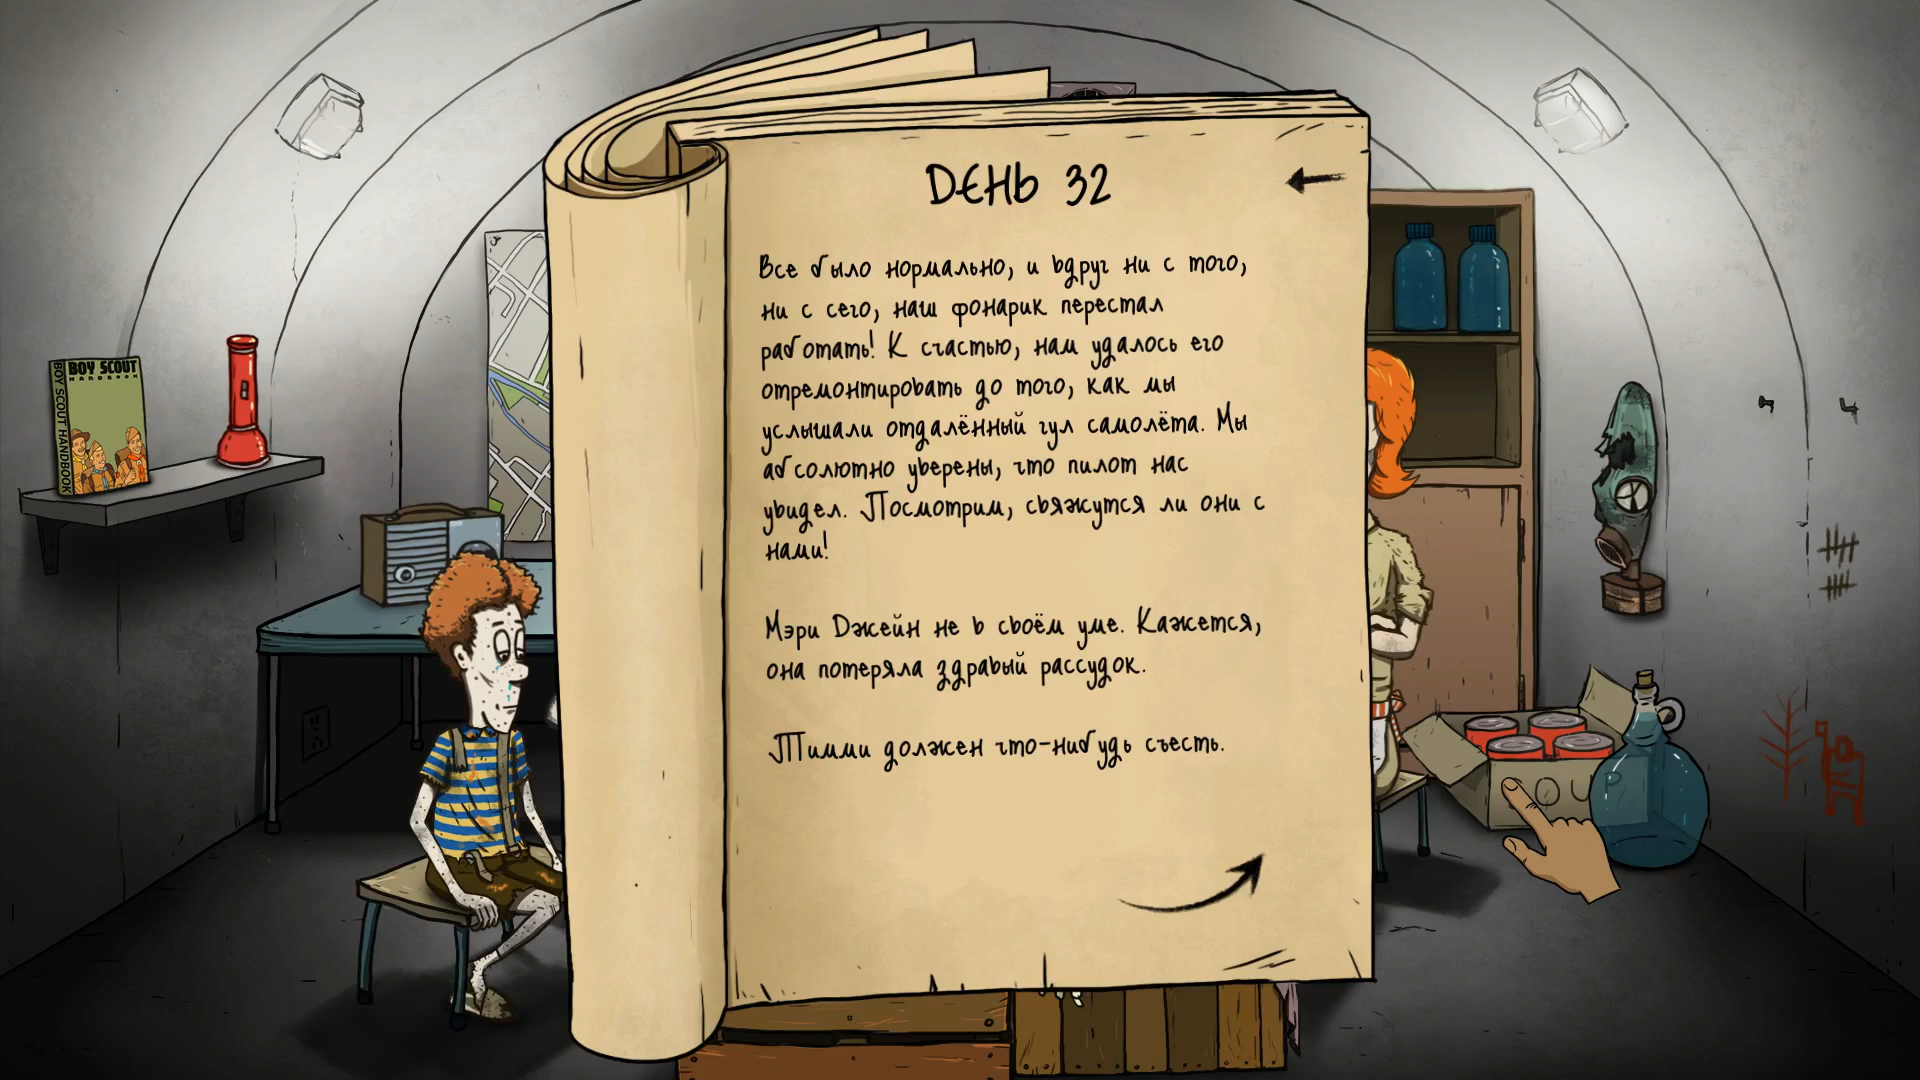 ДЕНЬ 32
Все было нормально, и вдруг ни с того,
ни с сего, наш фонарик перестал
работать! К счастью, нам удалось его
отремонтировать до того, как мы
услышали отдалённый гул самолёта. Мы
абсолютно уверены, что пилот нас
увидел. Посмотрим, свяжутся ли они с
нами!
Мэри Джейн не в своём уме. Кажется,
она потеряла здравый рассудок.
Тимми должен что-нибудь съесть.
BOY SCOUT
HANDBOOK
BOY SCOUT HANDBOOK
OU